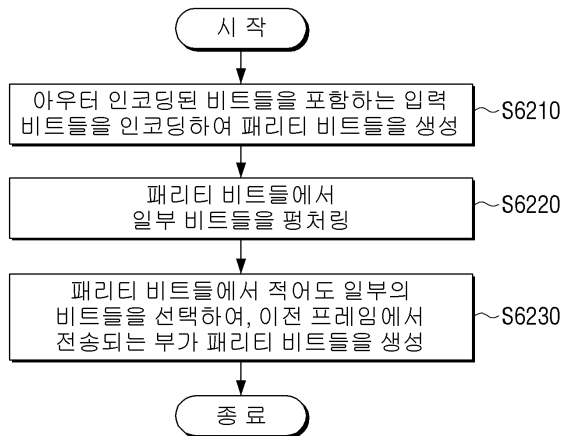 시 작
아우터 인코딩된 비트들을 포함하는 입력
비트들을 인코딩하여 패리티 비트들을 생성
S6210
패리티 비트들에서
일부 비트들을 펑처링
S6220
패리티 비트들에서 적어도 일부의
비트들을 선택하여, 이전 프레임에서
전송되는 부가 패리티 비트들을 생성
S6230
종 료